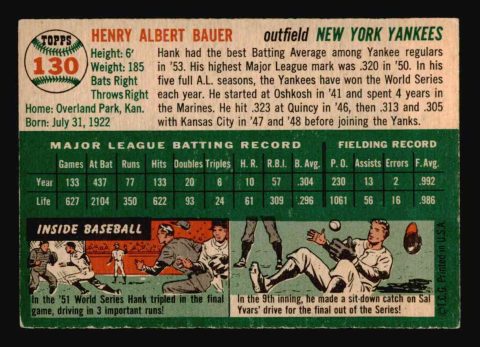 TOPPS
130
HENRY ALBERT BAUER outfield NEW YORK YANKEES
Height: 6'
Weight: 185
Bats Right
Throws Right
Home: Overland Park, Kan.
Born: July 31, 1922
Hank had the best Batting Average among Yankee regulars
in '53. His highest Major League mark was .320 in '50. In his
five full A.L. seasons, the Yankees have won the World Series
each year. He started at Oshkosh in '41 and spent 4 years in
the Marines. He hit .323 at Quincy in '46, then .313 and .305
with Kansas City in '47 and '48 before joining the Yanks.
MAJOR LEAGUE BATTING RECORD FIELDING RECORD
Games At Bat Runs Hits Doubles Triples H. R. R.B.I. B. Avg. P. O. Assists Errors F. Avg.
Year 133 437 77 133 20 6 10 57 .304 230 13 2 .992
Life 627 2104 350 622 93 24 61 309 .296 1061 56 16 .986
INSIDE BASEBALL
In the '51 World Series Hank tripled in the final
game, driving in 3 important runs!
In the 9th inning, he made a sit-down catch on Sal
Yvars' drive for the final out of the Series!
© T.C.G. Printed in U.S.A.